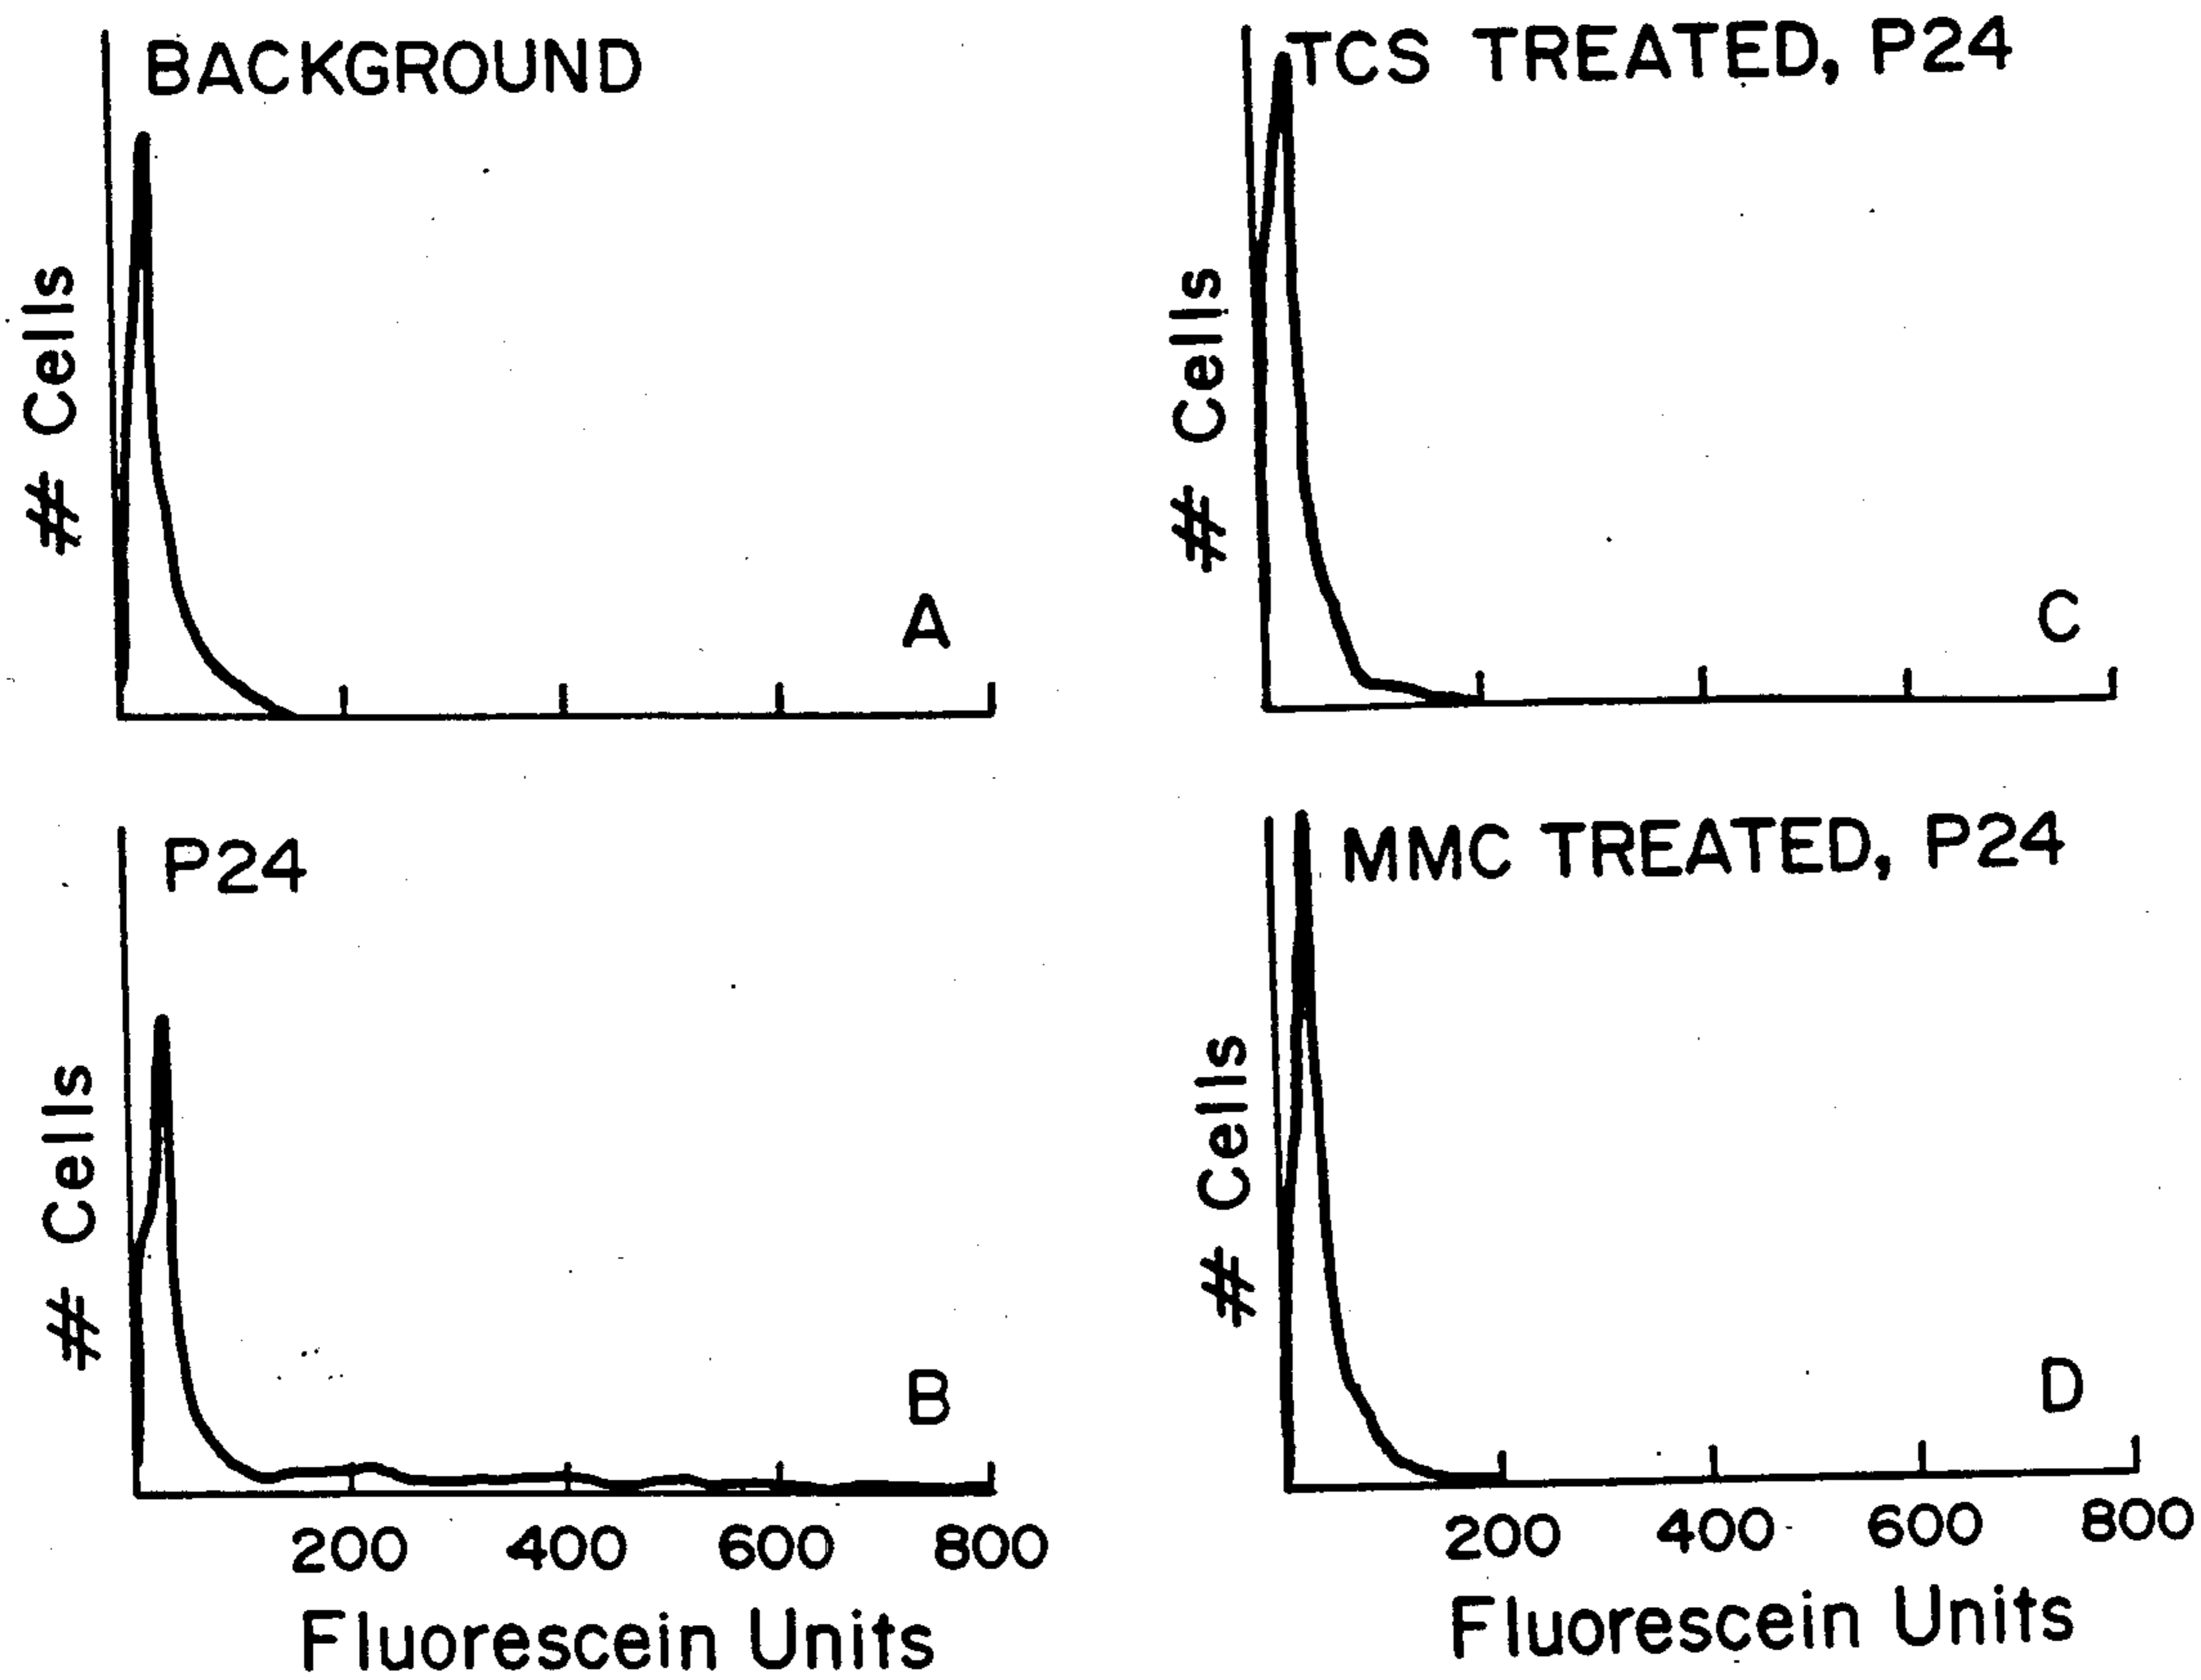 BACKGROUND
# Cells
A
TCS TREATED, P24
# Cells
C
P24
# Cells
B
200 400 600 800
Fluorescein Units
MMC TREATED, P24
# Cells
D
200 400 600 800
Fluorescein Units